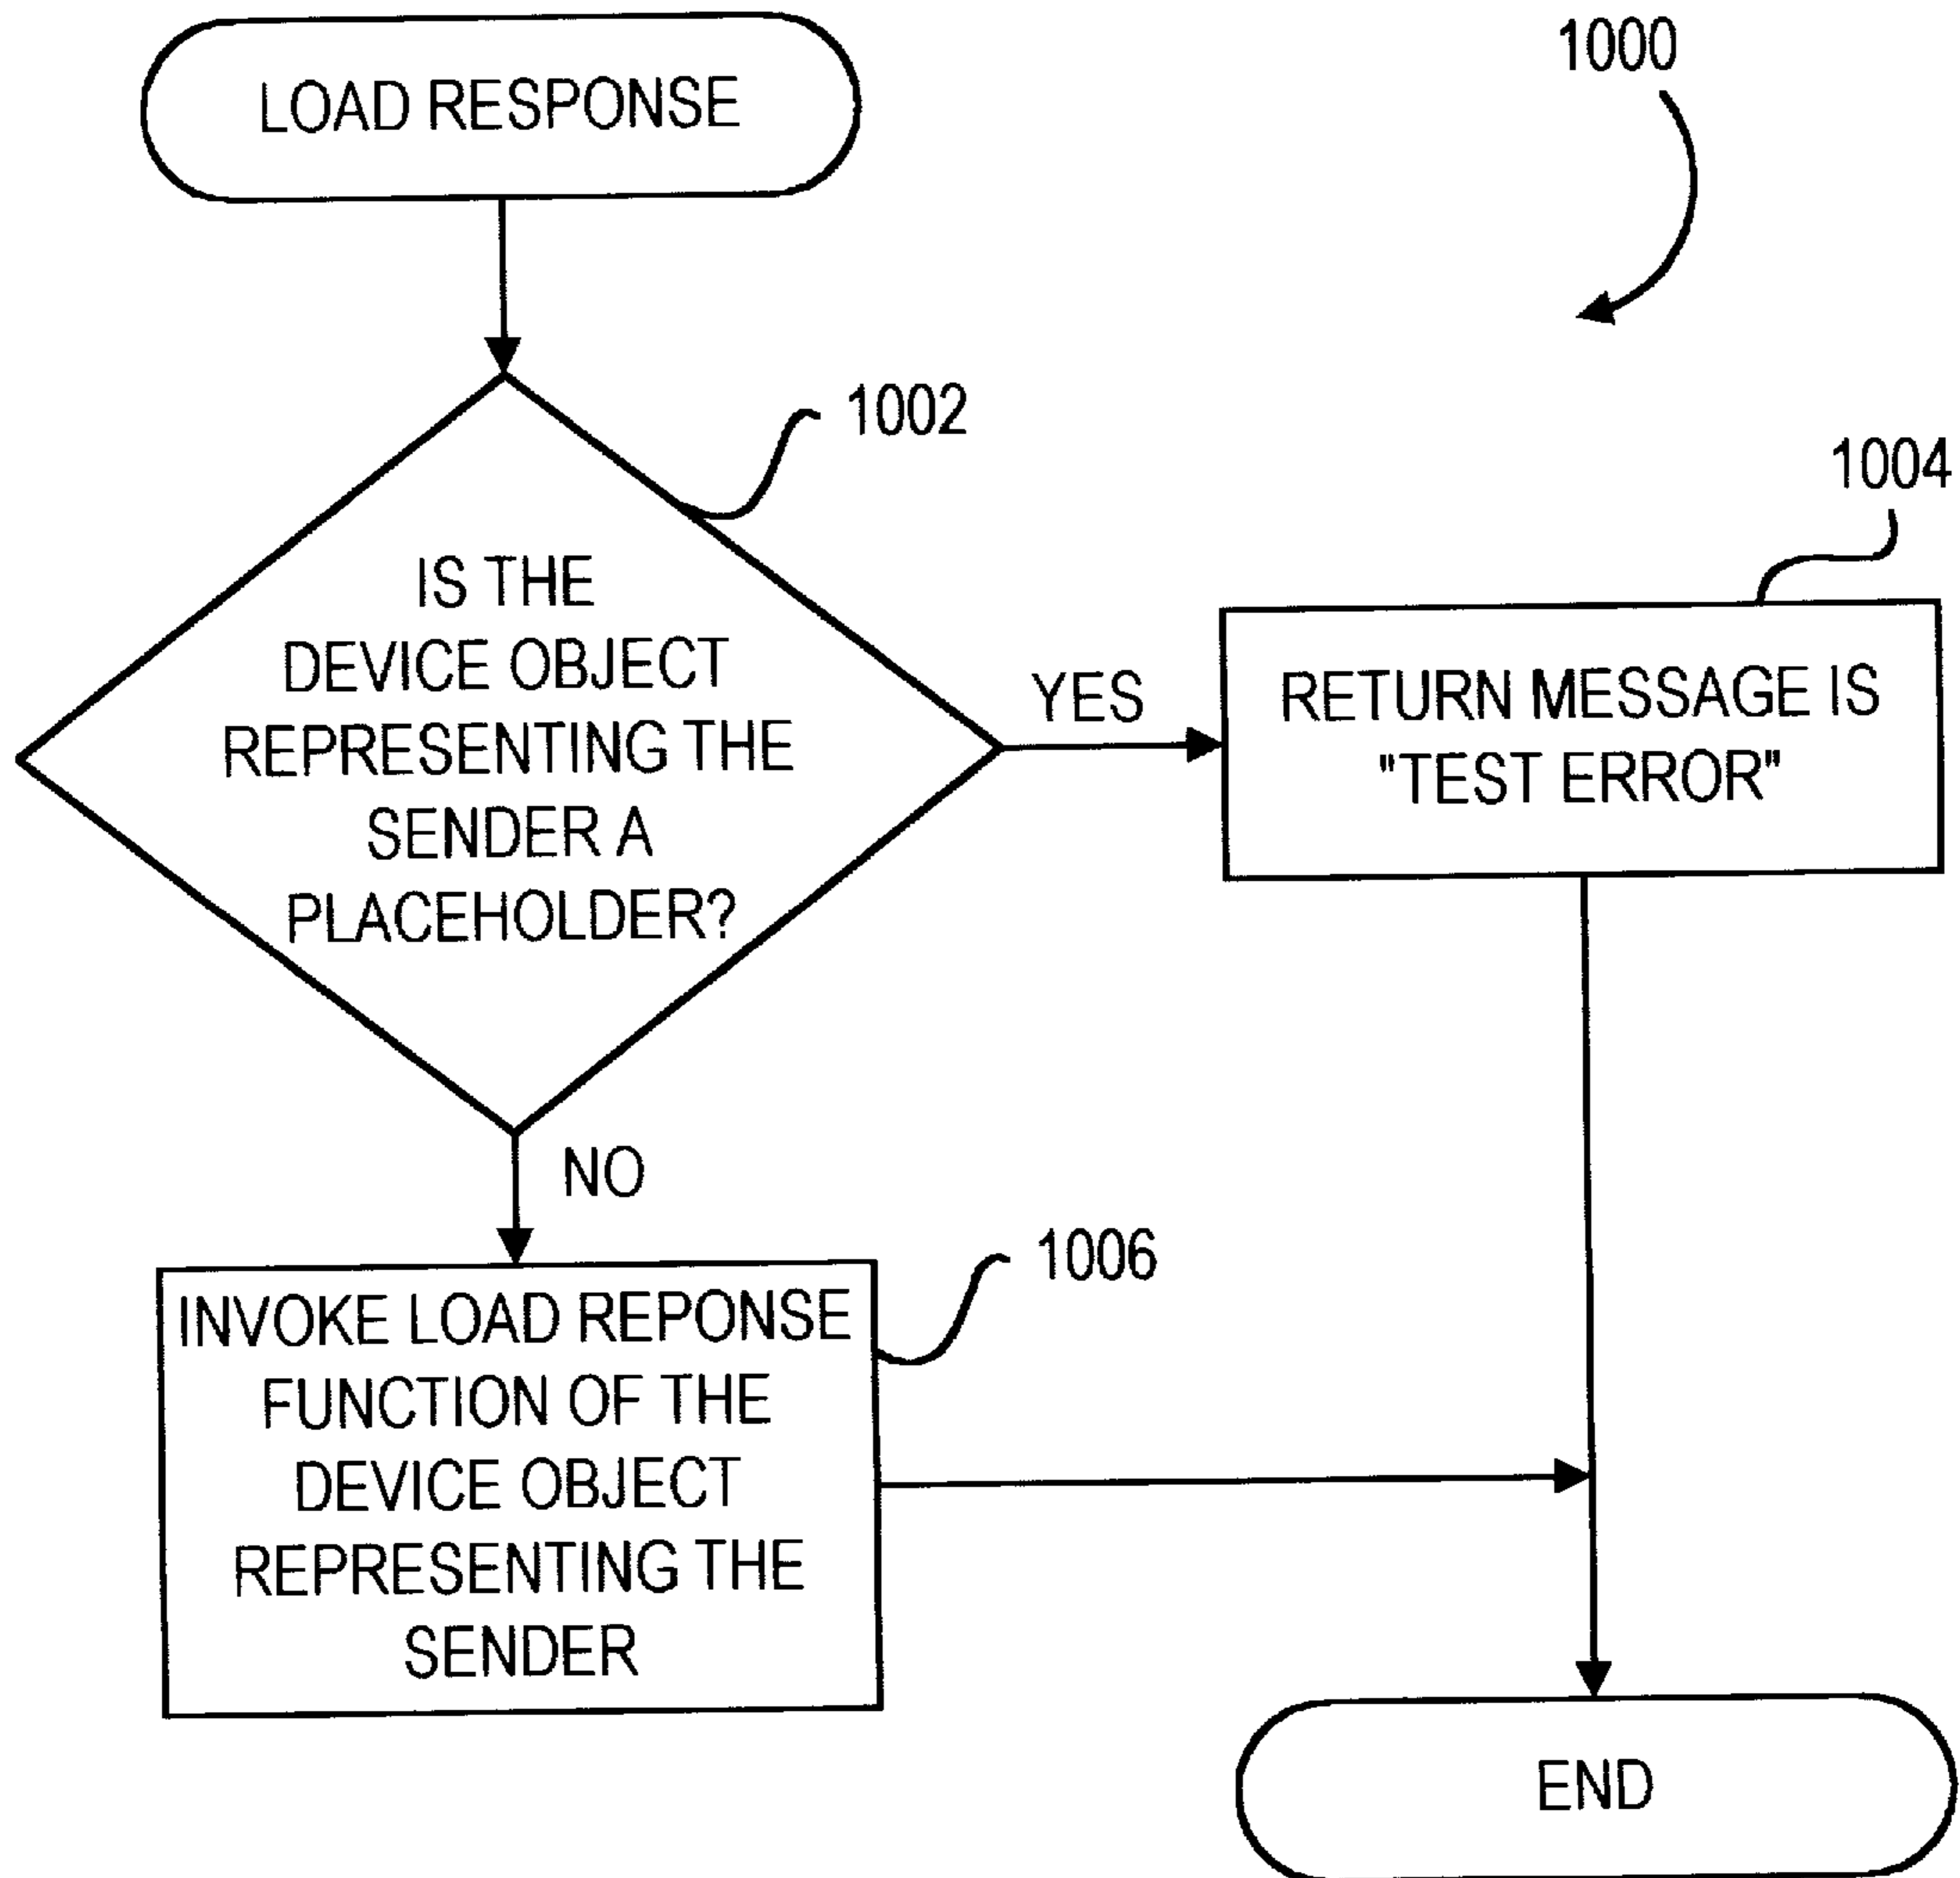 LOAD RESPONSE
1000
1002
IS THE
DEVICE OBJECT
REPRESENTING THE
SENDER A
PLACEHOLDER?
YES
1004
RETURN MESSAGE IS
"TEST ERROR"
NO
1006
INVOKE LOAD REPONSE
FUNCTION OF THE
DEVICE OBJECT
REPRESENTING THE
SENDER
END